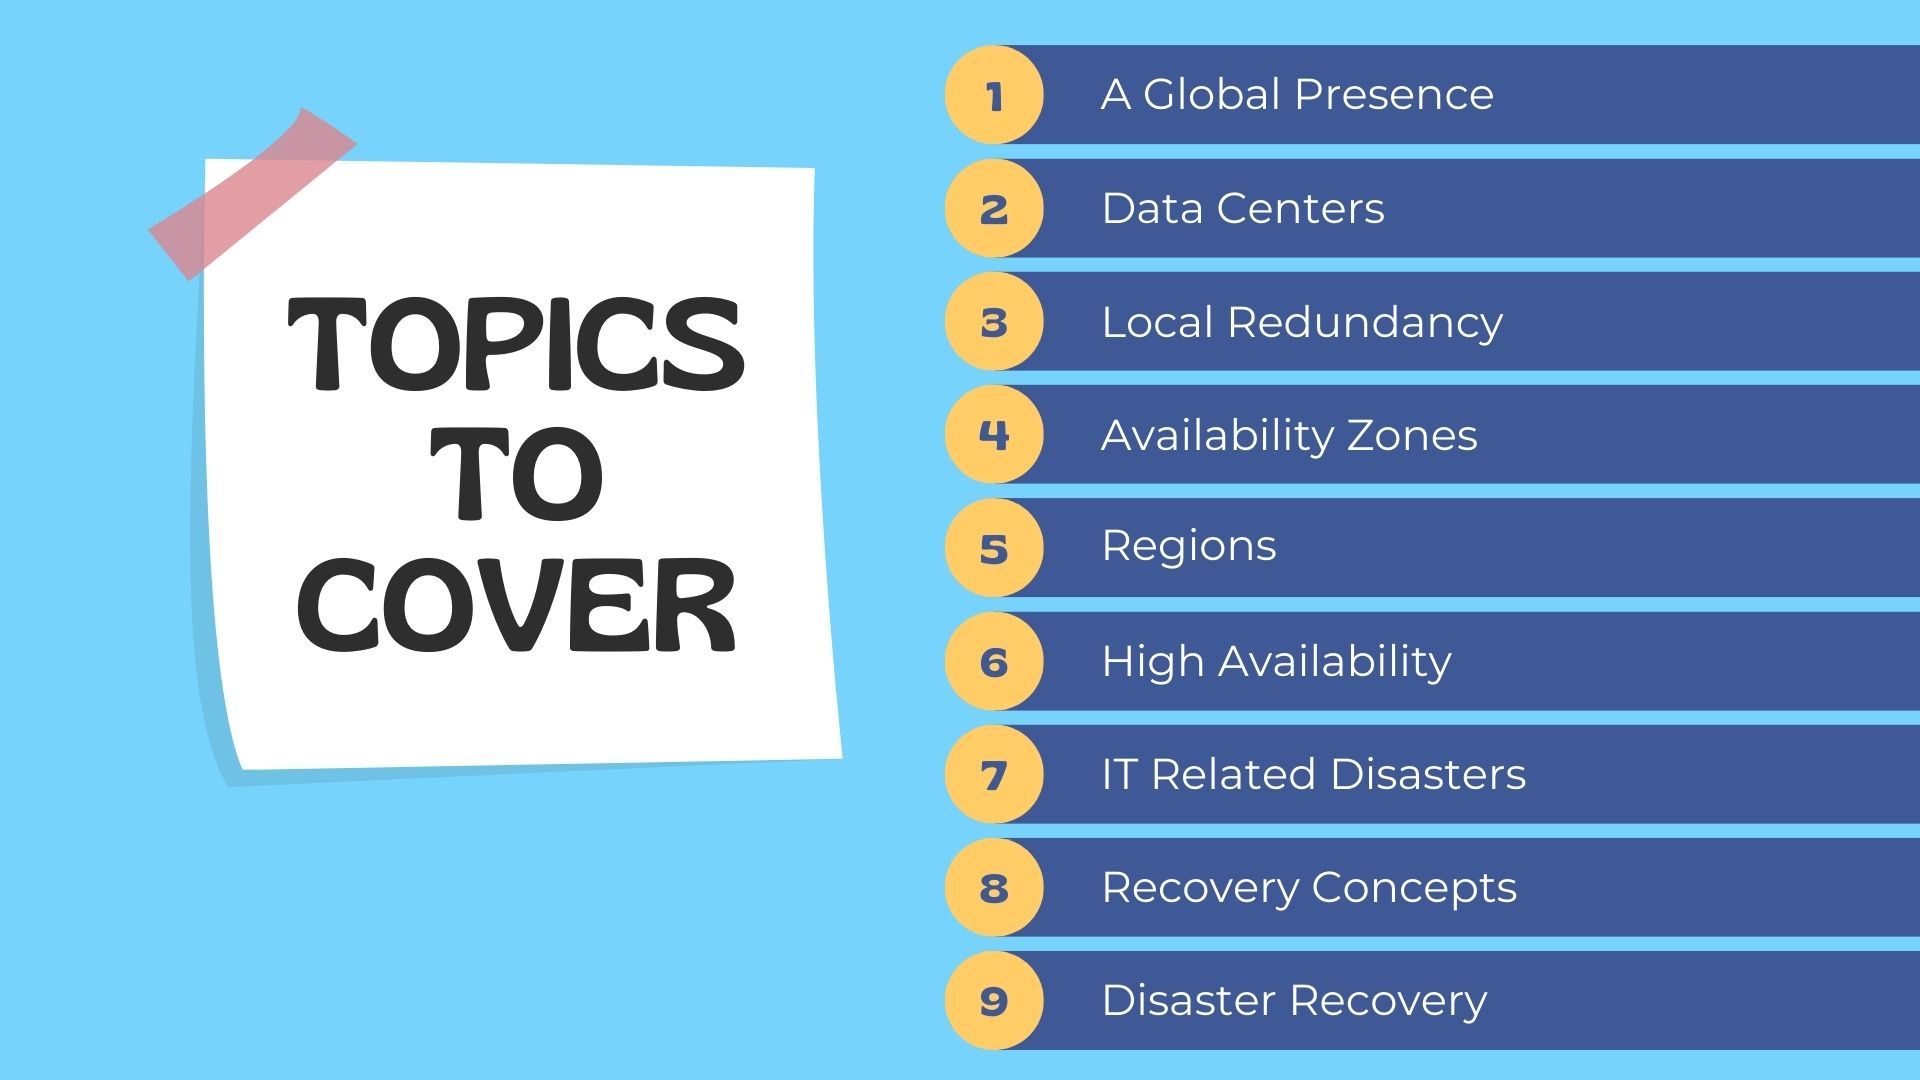 TOPICS
TO
COVER
1 A Global Presence
2 Data Centers
3 Local Redundancy
4 Availability Zones
5 Regions
6 High Availability
7 IT Related Disasters
8 Recovery Concepts
9 Disaster Recovery